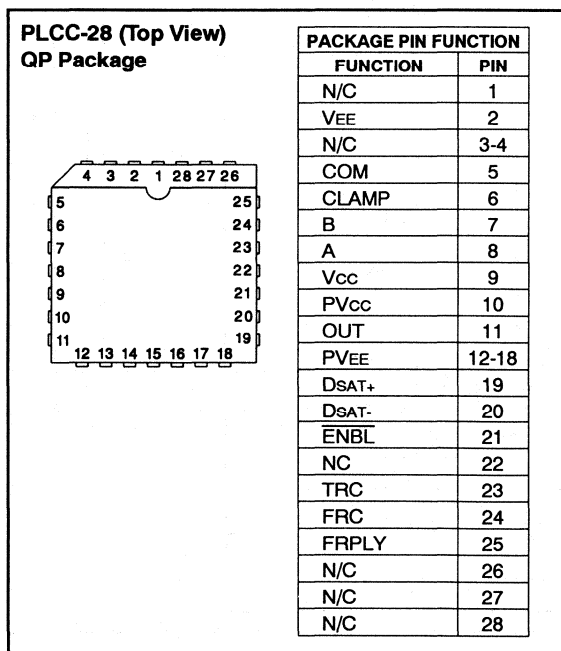 PLCC-28 (Top View)
QP Package
4 3 2 1 28 27 26
5 25
6 24
7 23
8 22
9 21
10 20
11 19
12 13 14 15 16 17 18
PACKAGE PIN FUNCTION
FUNCTION PIN
N/C 1
VEE 2
N/C 3-4
COM 5
CLAMP 6
B 7
A 8
VCC 9
PVCC 10
OUT 11
PVEE 12-18
DSAT+ 19
DSAT- 20
ENBL 21
NC 22
TRC 23
FRC 24
FRPLY 25
N/C 26
N/C 27
N/C 28